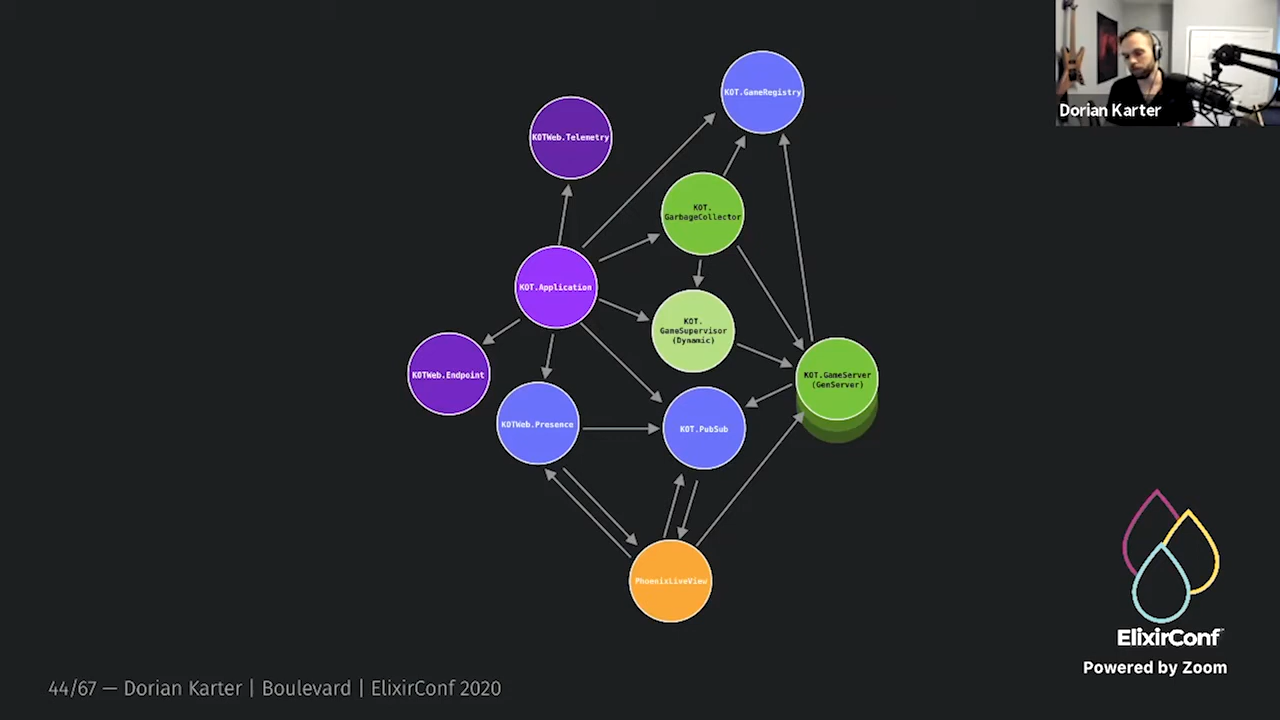 KOT.GameRegistry
Dorian Karter
KOTWeb.Telemetry
KOT.
GarbageCollector
KOT.Application
KOT.
GameSupervisor
(Dynamic)
KOTWeb.Endpoint
KOT.GameServer
(GenServer)
KOTWeb.Presence
KOT.PubSub
PhoenixLiveView
ElixirConf
Powered by Zoom
44/67 — Dorian Karter | Boulevard | ElixirConf 2020